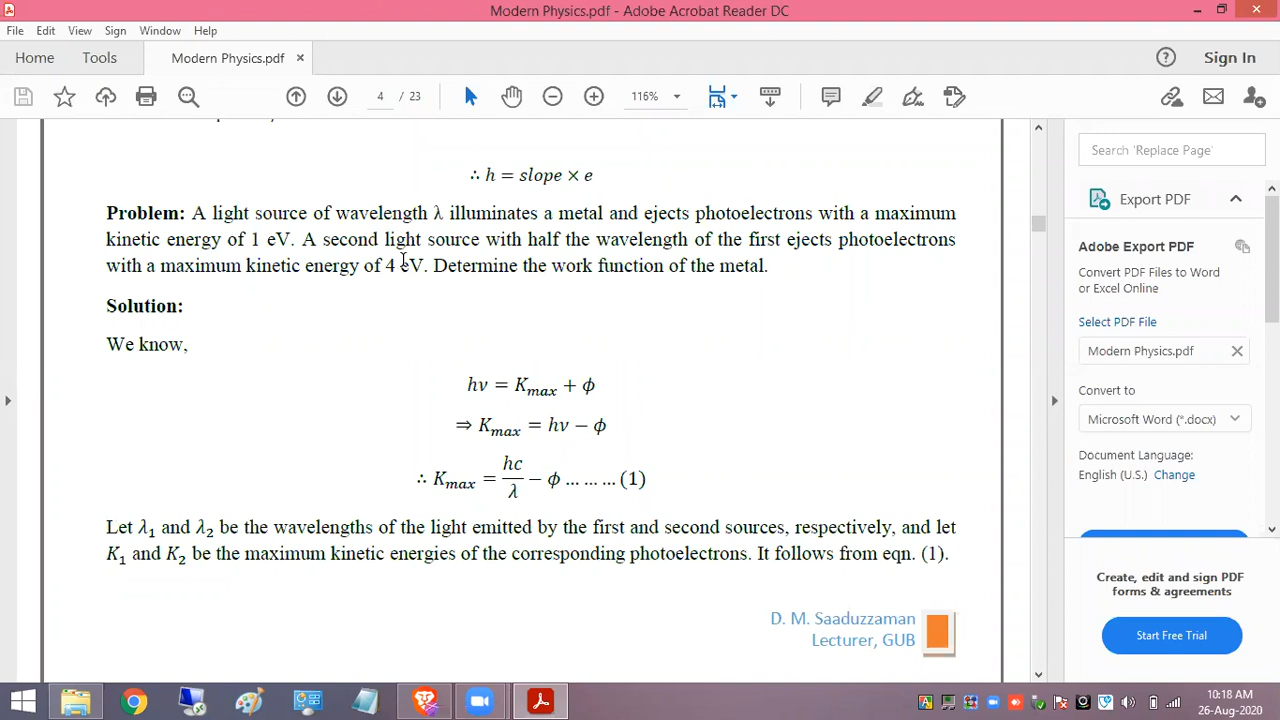 Modern Physics.pdf - Adobe Acrobat Reader DC
File Edit View Sign Window Help
Home Tools Modern Physics.pdf × Sign In
4 / 23 116%
∴ h = slope × e
Problem: A light source of wavelength λ illuminates a metal and ejects photoelectrons with a maximum
kinetic energy of 1 eV. A second light source with half the wavelength of the first ejects photoelectrons
with a maximum kinetic energy of 4 eV. Determine the work function of the metal.
Solution:
We know,
hν = Kmax + ϕ
⇒ Kmax = hν − ϕ
∴ Kmax = hc/λ − ϕ … … … (1)
Let λ₁ and λ₂ be the wavelengths of the light emitted by the first and second sources, respectively, and let
K₁ and K₂ be the maximum kinetic energies of the corresponding photoelectrons. It follows from eqn. (1).
D. M. Saaduzzaman
Lecturer, GUB
Search 'Replace Page'
Export PDF
Adobe Export PDF
Convert PDF Files to Word
or Excel Online
Select PDF File
Modern Physics.pdf
Convert to
Microsoft Word (*.docx)
Document Language:
English (U.S.) Change
Create, edit and sign PDF
forms & agreements
Start Free Trial
10:18 AM
26-Aug-2020